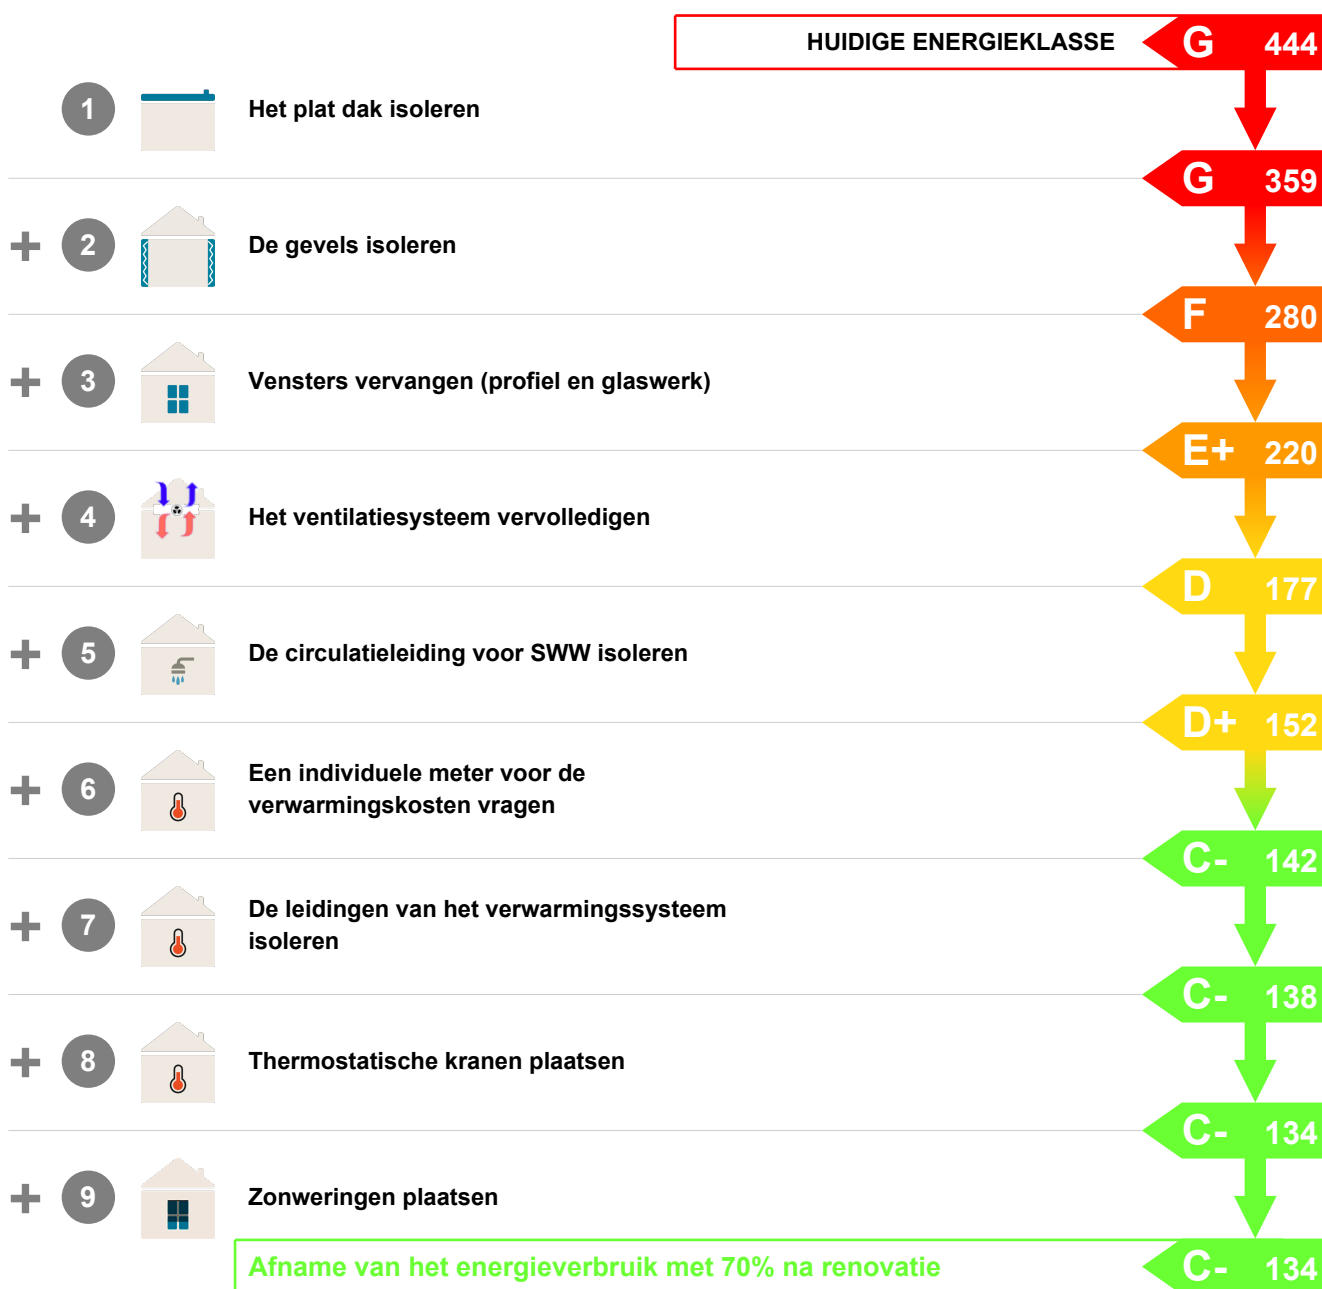 HUIDIGE ENERGIEKLASSE G 444
1 Het plat dak isoleren
G 359
+ 2 De gevels isoleren
F 280
+ 3 Vensters vervangen (profiel en glaswerk)
E+ 220
+ 4 Het ventilatiesysteem vervolledigen
D 177
+ 5 De circulatieleiding voor SWW isoleren
D+ 152
+ 6 Een individuele meter voor de
verwarmingskosten vragen
C- 142
+ 7 De leidingen van het verwarmingssysteem
isoleren
C- 138
+ 8 Thermostatische kranen plaatsen
C- 134
+ 9 Zonweringen plaatsen
Afname van het energieverbruik met 70% na renovatie C- 134